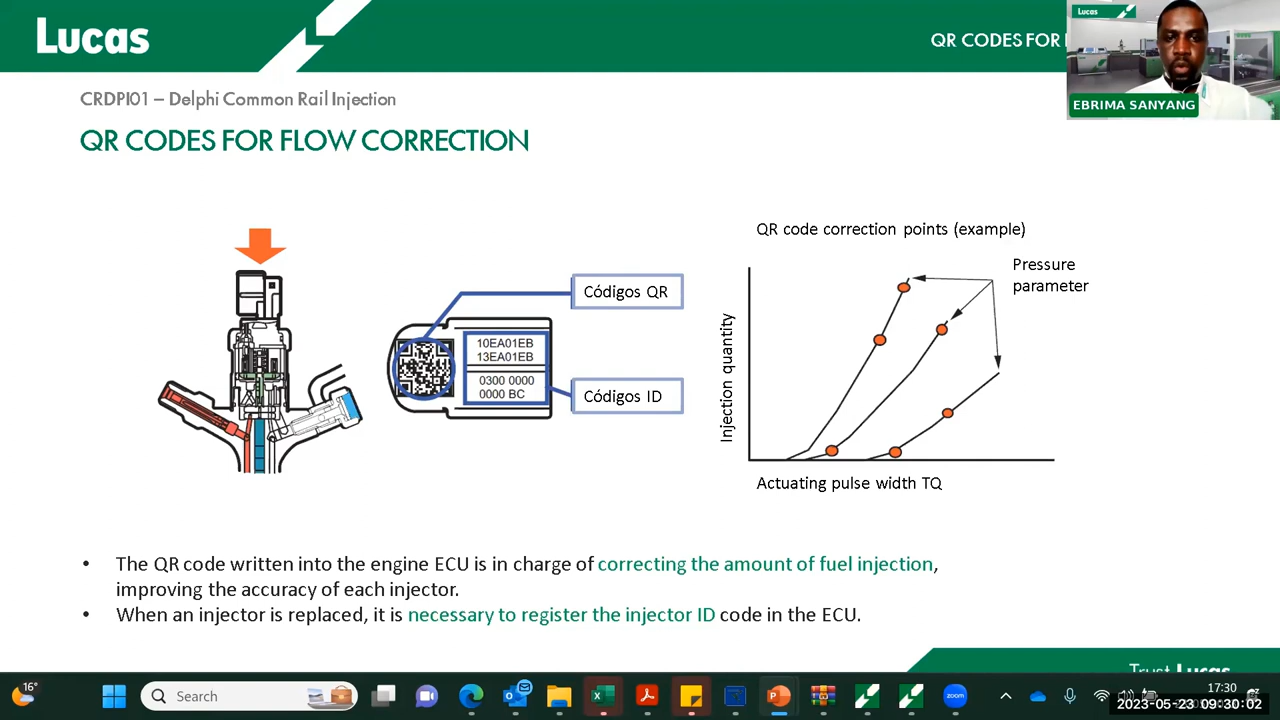 Lucas
QR CODES FOR
Lucas
EBRIMA SANYANG
CRDPI01 – Delphi Common Rail Injection
QR CODES FOR FLOW CORRECTION
Códigos QR
10EA01EB
13EA01EB
0300 0000
0000 BC
Códigos ID
QR code correction points (example)
Pressure
parameter
Injection quantity
Actuating pulse width TQ
• The QR code written into the engine ECU is in charge of correcting the amount of fuel injection,
improving the accuracy of each injector.
• When an injector is replaced, it is necessary to register the injector ID code in the ECU.
Trust Lucas
16°
Search
zoom
17:30
2023-05-23 09:30:02